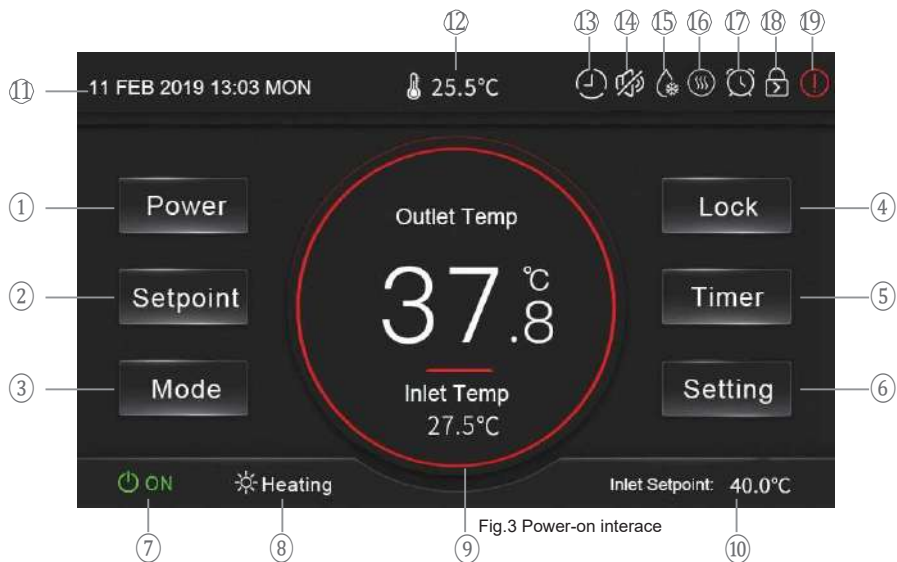 ⑫ ⑬ ⑭ ⑮ ⑯ ⑰ ⑱ ⑲
⑪ 11 FEB 2019 13:03 MON 25.5°C
① Power Lock ④
Outlet Temp
② Setpoint 37.8 °C Timer ⑤
③ Mode Inlet Temp Setting ⑥
27.5°C
ON Heating Inlet Setpoint: 40.0°C
Fig.3 Power-on interace
⑦ ⑧ ⑨ ⑩